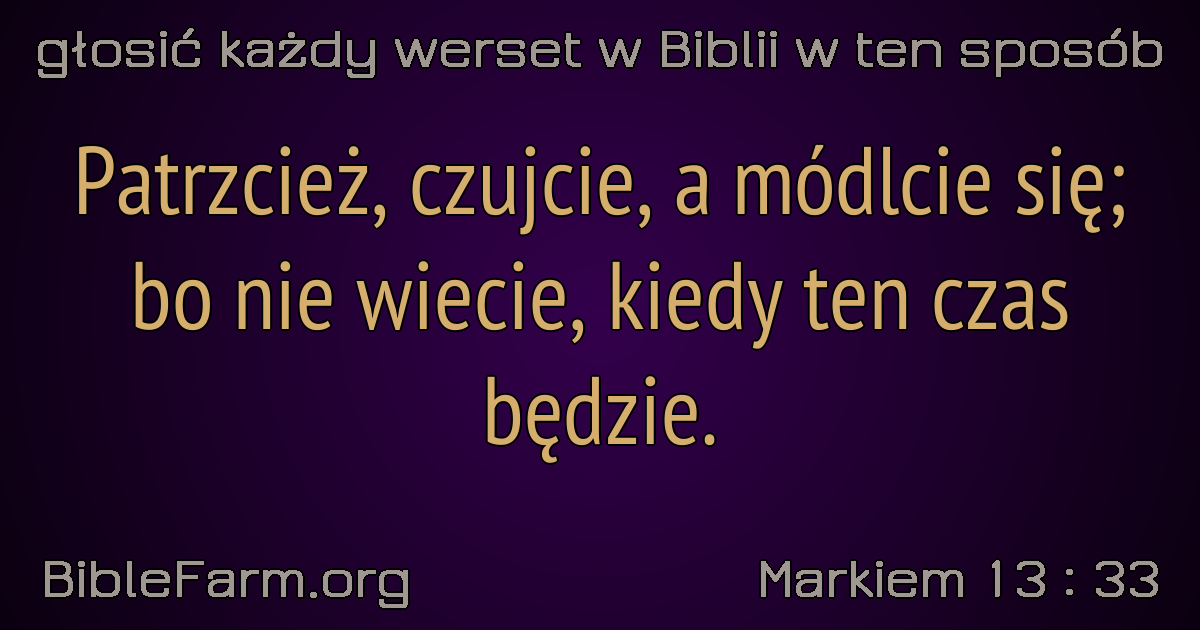 głosić każdy werset w Biblii w ten sposób
Patrzcież, czujcie, a módlcie się;
bo nie wiecie, kiedy ten czas
będzie.
BibleFarm.org
Markiem 13 : 33